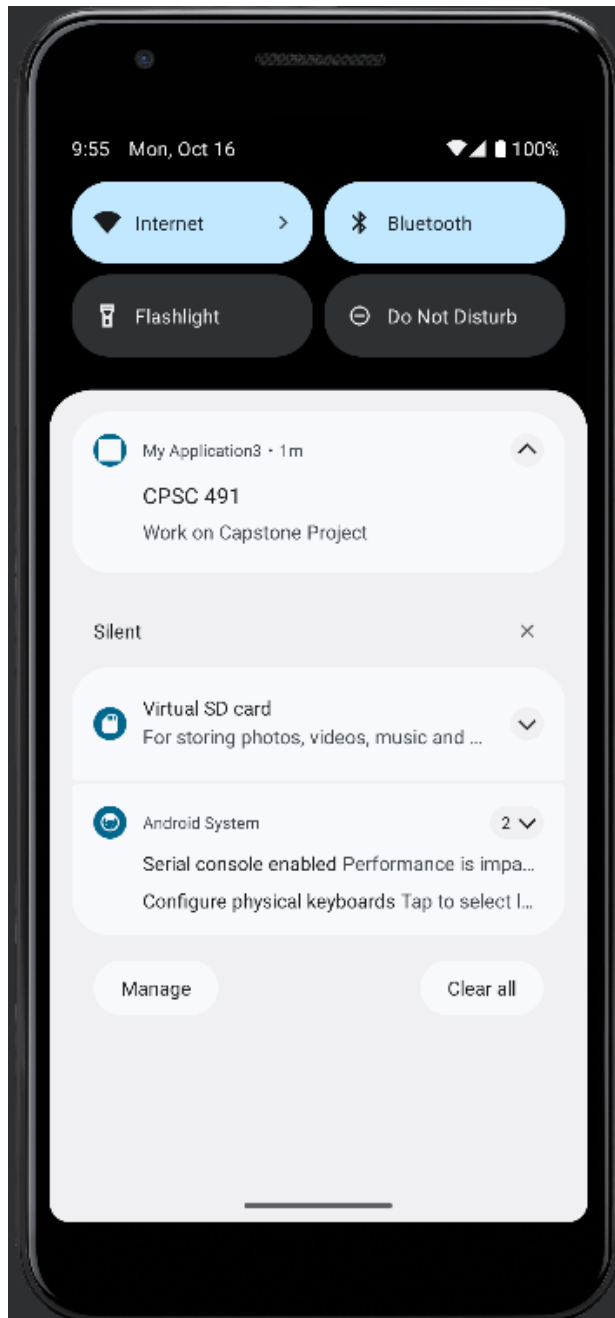 9:55 Mon, Oct 16 100%
Internet Bluetooth
Flashlight Do Not Disturb
My Application3 • 1m
CPSC 491
Work on Capstone Project
Silent
Virtual SD card
For storing photos, videos, music and ...
Android System 2
Serial console enabled Performance is impa...
Configure physical keyboards Tap to select l...
Manage Clear all